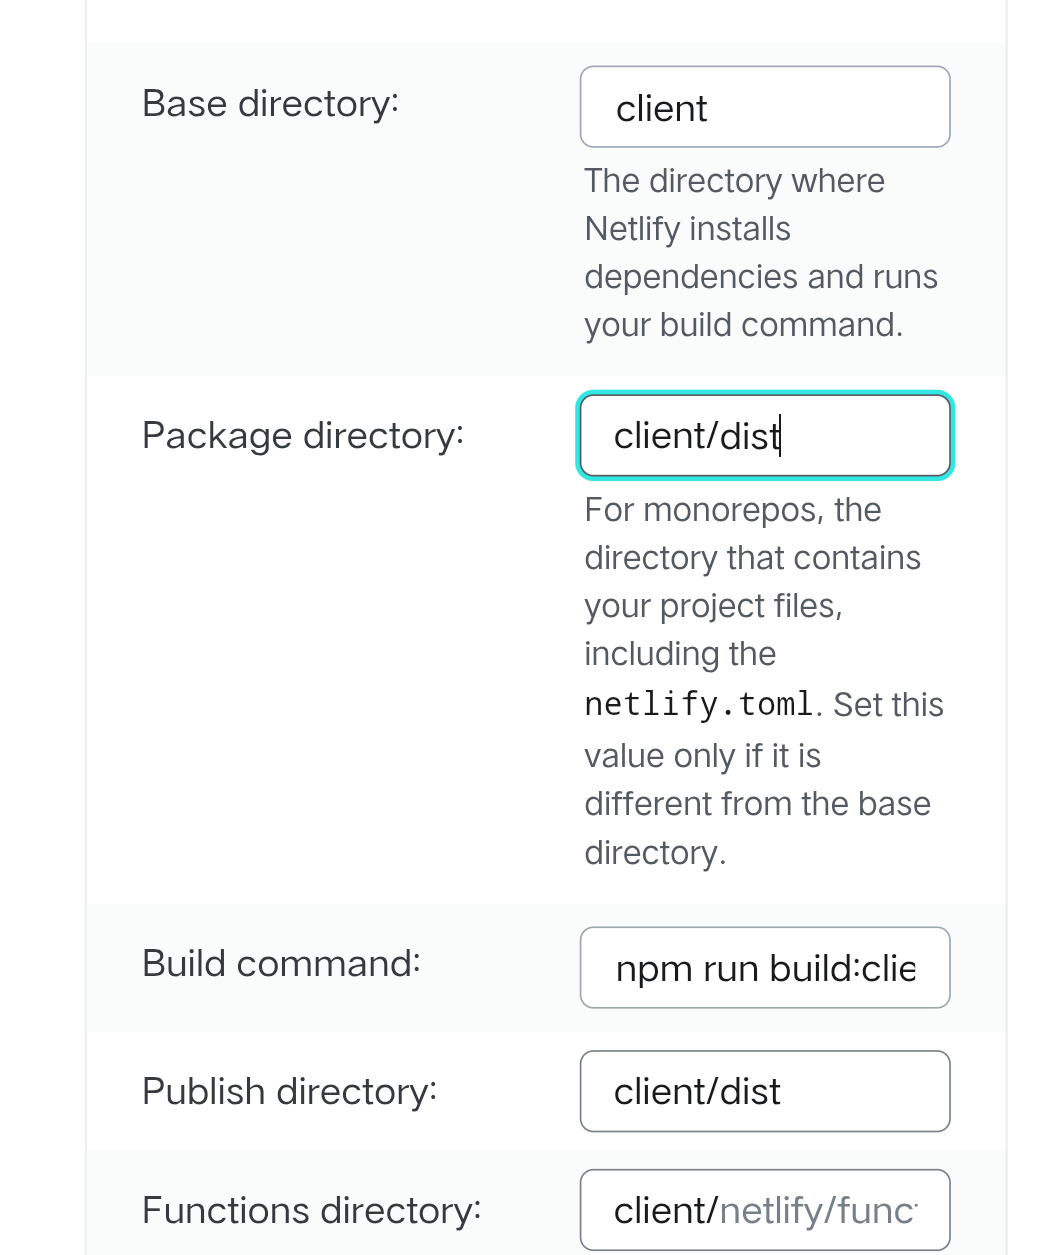 Base directory:
client
The directory where
Netlify installs
dependencies and runs
your build command.
Package directory:
client/dist
For monorepos, the
directory that contains
your project files,
including the
netlify.toml. Set this
value only if it is
different from the base
directory.
Build command:
npm run build:clie
Publish directory:
client/dist
Functions directory:
client/netlify/func